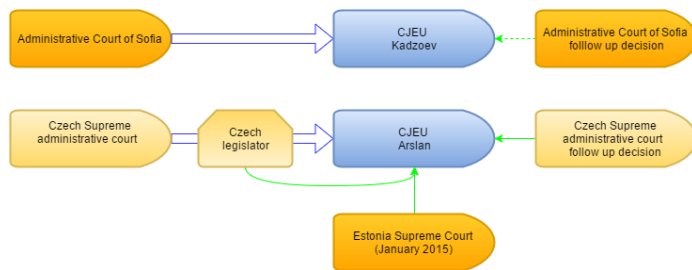 Administrative Court of Sofia
CJEU
Kadzoev
Administrative Court of Sofia
folllow up decision
Czech Supreme
administrative court
Czech
legislator
CJEU
Arslan
Czech Supreme
administrative court
follow up decision
Estonia Supreme Court
(January 2015)